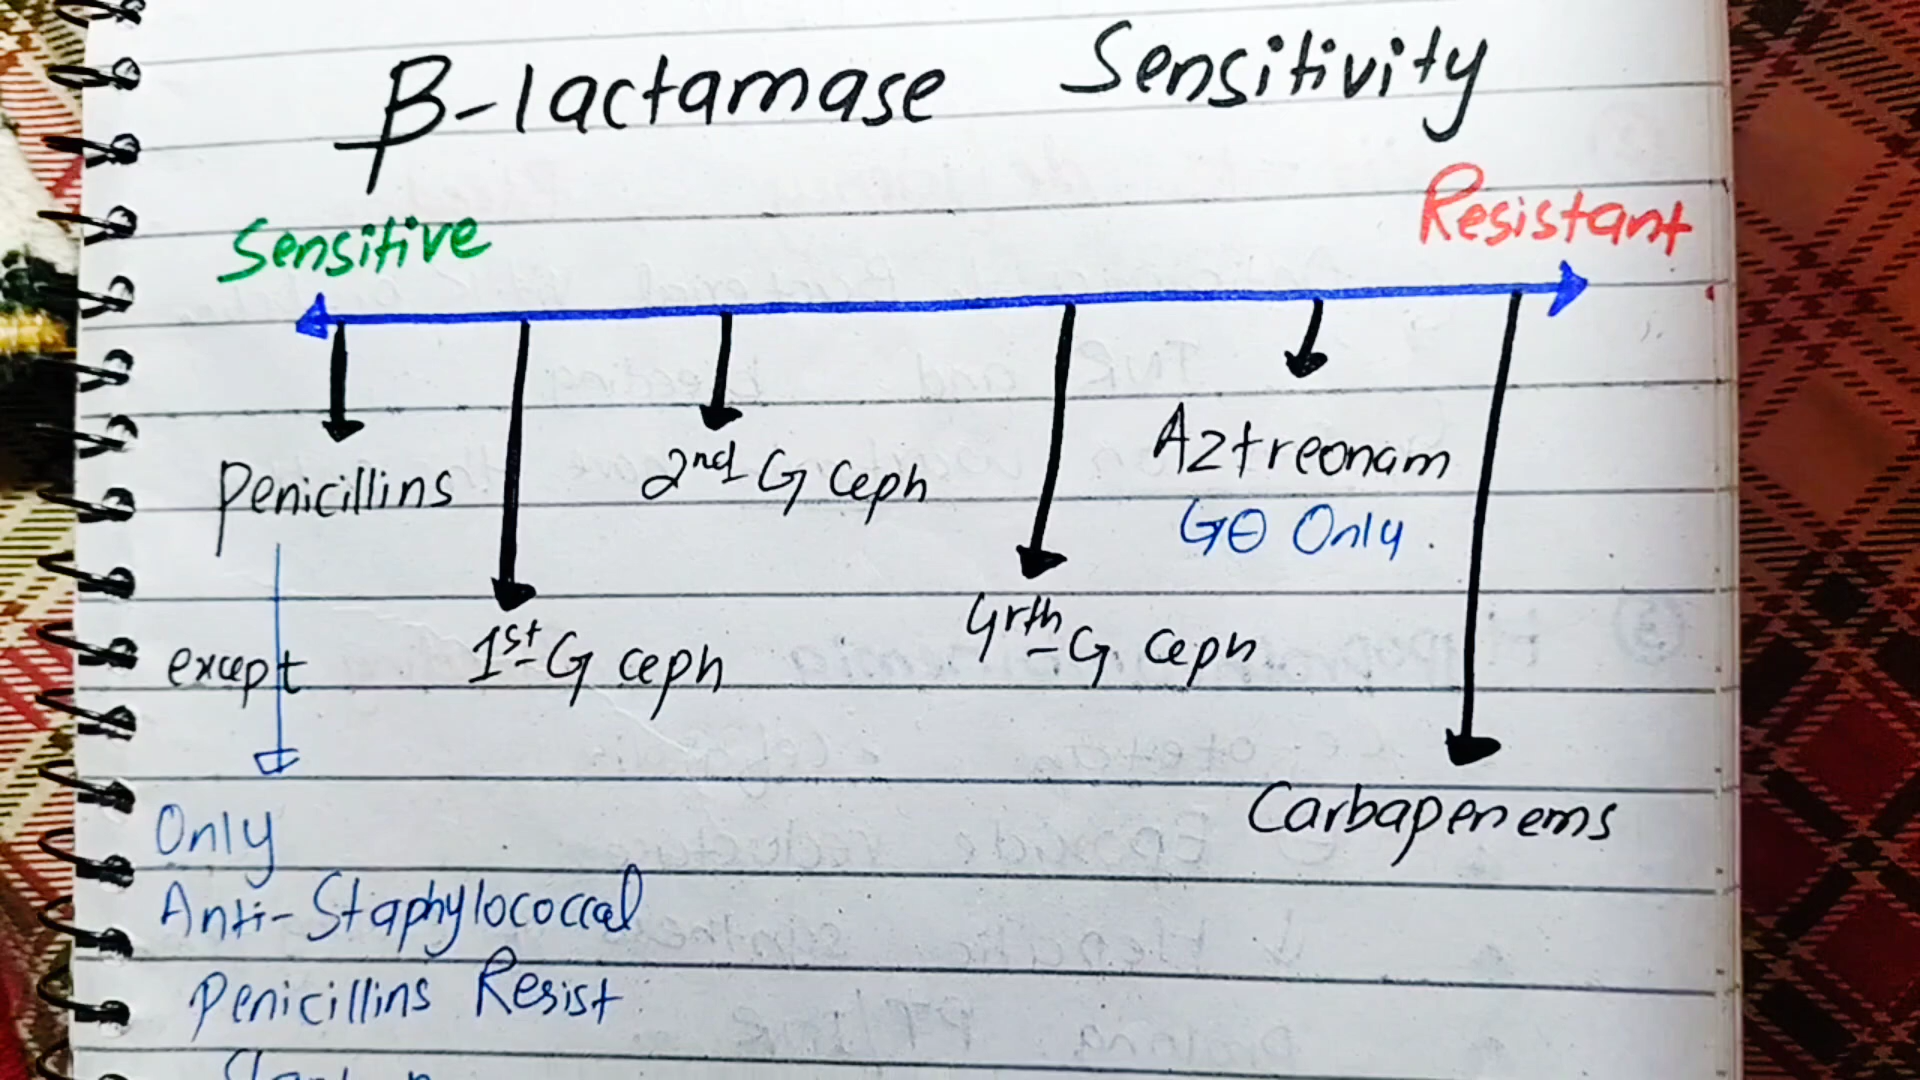 β-lactamase Sensitivity
Sensitive
Resistant
Penicillins
2nd G Ceph
Aztreonam
G⊖ Only.
except
1st-G ceph
4rth-G Ceph
Carbapenems
Only
Anti-Staphylococcal
Penicillins Resist